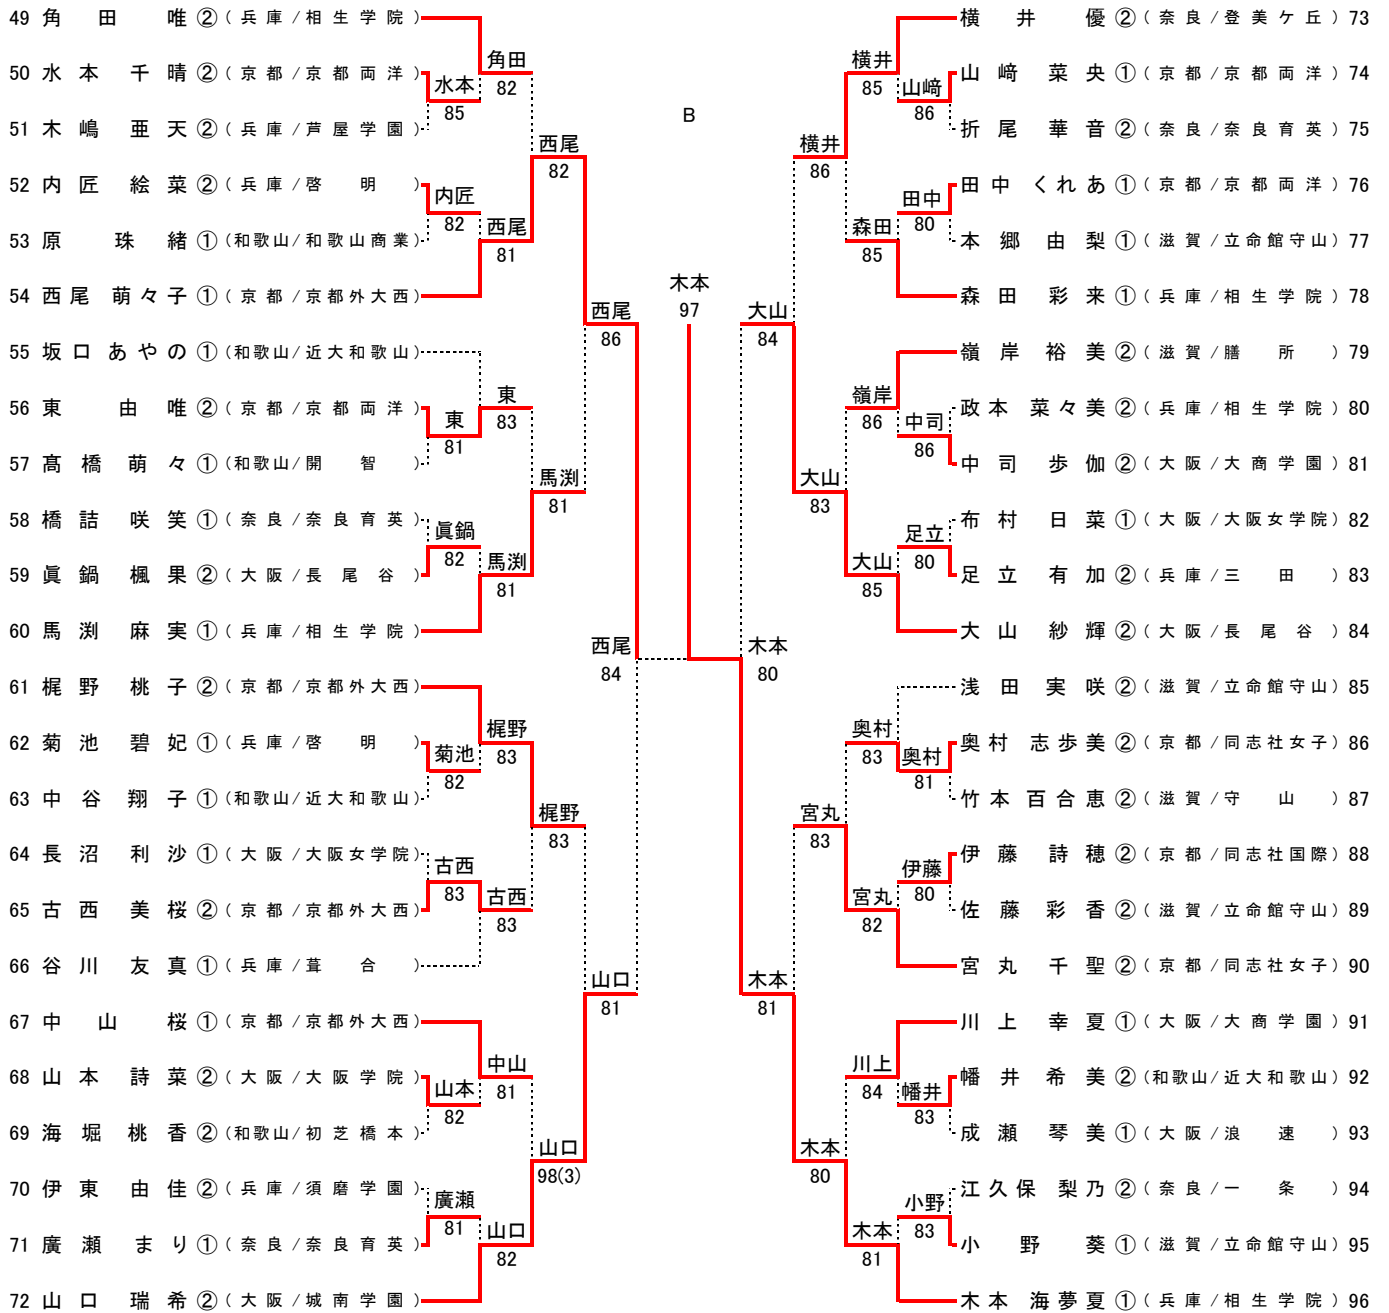 49 角田 唯 ② (兵庫/相生学院)
50 水本 千晴 ② (京都/京都両洋)
51 木嶋 亜天 ② (兵庫/芦屋学園)
52 内匠 絵菜 ② (兵庫/啓明)
53 原 珠緒 ① (和歌山/和歌山商業)
54 西尾 萌々子 ① (京都/京都外大西)
55 坂口 あやの ① (和歌山/近大和歌山)
56 東 由唯 ② (京都/京都両洋)
57 髙橋 萌々 ① (和歌山/開智)
58 橋詰 咲笑 ① (奈良/奈良育英)
59 眞鍋 楓果 ② (大阪/長尾谷)
60 馬渕 麻実 ① (兵庫/相生学院)
61 梶野 桃子 ② (京都/京都外大西)
62 菊池 碧妃 ① (兵庫/啓明)
63 中谷 翔子 ① (和歌山/近大和歌山)
64 長沼 利沙 ① (大阪/大阪女学院)
65 古西 美桜 ② (京都/京都外大西)
66 谷川 友真 ① (兵庫/葺合)
67 中山 桜 ① (京都/京都外大西)
68 山本 詩菜 ② (大阪/大阪学院)
69 海堀 桃香 ② (和歌山/初芝橋本)
70 伊東 由佳 ② (兵庫/須磨学園)
71 廣瀬 まり ① (奈良/奈良育英)
72 山口 瑞希 ② (大阪/城南学園)
水本
85
内匠
82
東
81
眞鍋
82
菊池
82
古西
83
山本
82
廣瀬
81
角田
82
西尾
81
東
83
馬渕
81
梶野
83
古西
83
中山
81
山口
82
西尾
82
馬渕
81
梶野
83
山口
98(3)
西尾
86
山口
81
西尾
84
B
木本
97
木本
80
大山
84
木本
81
横井
86
大山
83
宮丸
83
木本
80
横井
85
森田
85
嶺岸
86
大山
85
奥村
83
宮丸
82
川上
84
木本
81
山﨑
86
田中
80
中司
86
足立
80
奥村
81
伊藤
80
幡井
83
小野
83
横井 優 ② (奈良/登美ケ丘) 73
山﨑 菜央 ① (京都/京都両洋) 74
折尾 華音 ② (奈良/奈良育英) 75
田中 くれあ ① (京都/京都両洋) 76
本郷 由梨 ① (滋賀/立命館守山) 77
森田 彩来 ① (兵庫/相生学院) 78
嶺岸 裕美 ② (滋賀/膳所) 79
政本 菜々美 ② (兵庫/相生学院) 80
中司 歩伽 ② (大阪/大商学園) 81
布村 日菜 ① (大阪/大阪女学院) 82
足立 有加 ② (兵庫/三田) 83
大山 紗輝 ② (大阪/長尾谷) 84
浅田 実咲 ② (滋賀/立命館守山) 85
奥村 志歩美 ② (京都/同志社女子) 86
竹本 百合恵 ② (滋賀/守山) 87
伊藤 詩穂 ② (京都/同志社国際) 88
佐藤 彩香 ② (滋賀/立命館守山) 89
宮丸 千聖 ② (京都/同志社女子) 90
川上 幸夏 ① (大阪/大商学園) 91
幡井 希美 ② (和歌山/近大和歌山) 92
成瀬 琴美 ① (大阪/浪速) 93
江久保 梨乃 ② (奈良/一条) 94
小野 葵 ① (滋賀/立命館守山) 95
木本 海夢夏 ① (兵庫/相生学院) 96